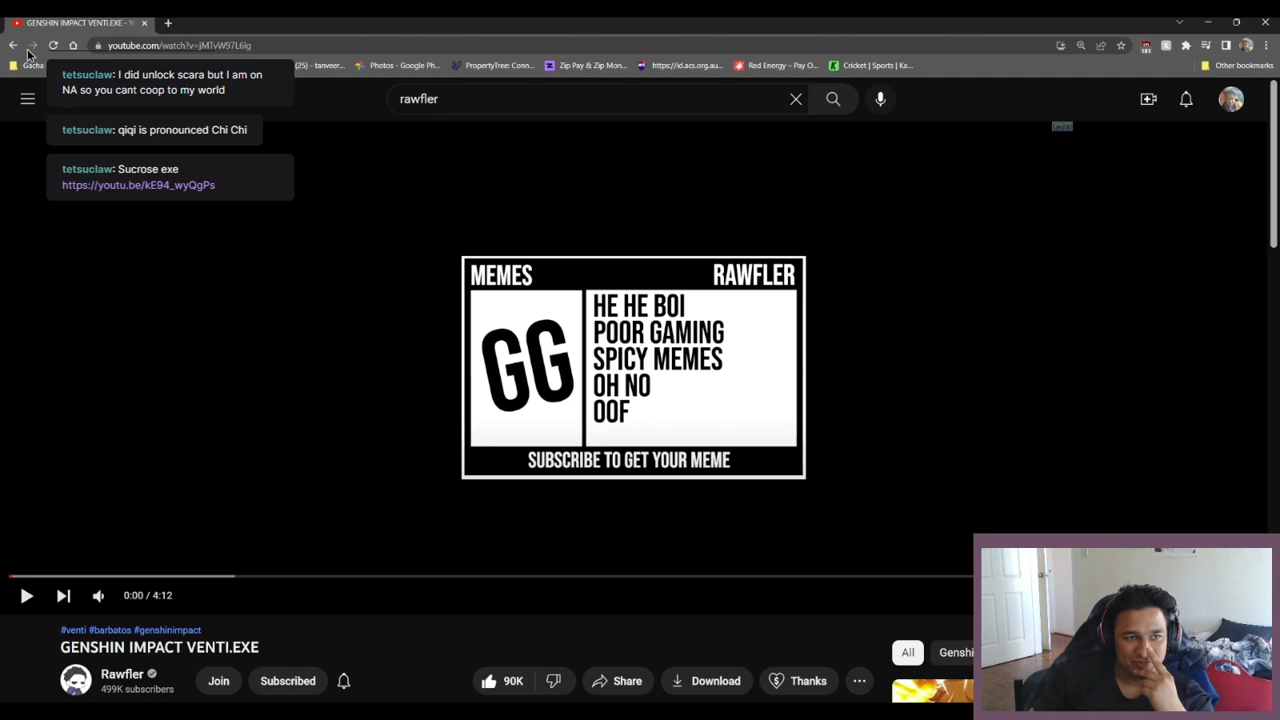 GENSHIN IMPACT VENTI.EXE - Y
youtube.com/watch?v=jMTvW97L6lg
Gacha
(25) - tanveer...
Photos - Google Ph...
PropertyTree: Conn...
Zip Pay & Zip Mon...
https://id.acs.org.au...
Red Energy – Pay O...
Cricket | Sports | Ka...
Other bookmarks
tetsuclaw: I did unlock scara but I am on
NA so you cant coop to my world
tetsuclaw: qiqi is pronounced Chi Chi
tetsuclaw: Sucrose exe
https://youtu.be/kE94_wyQgPs
rawfler
MEMES
RAWFLER
GG
HE HE BOI
POOR GAMING
SPICY MEMES
OH NO
OOF
SUBSCRIBE TO GET YOUR MEME
0:00 / 4:12
#venti #barbatos #genshinimpact
GENSHIN IMPACT VENTI.EXE
Rawfler
499K subscribers
Join
Subscribed
90K
Share
Download
Thanks
All
Genshi